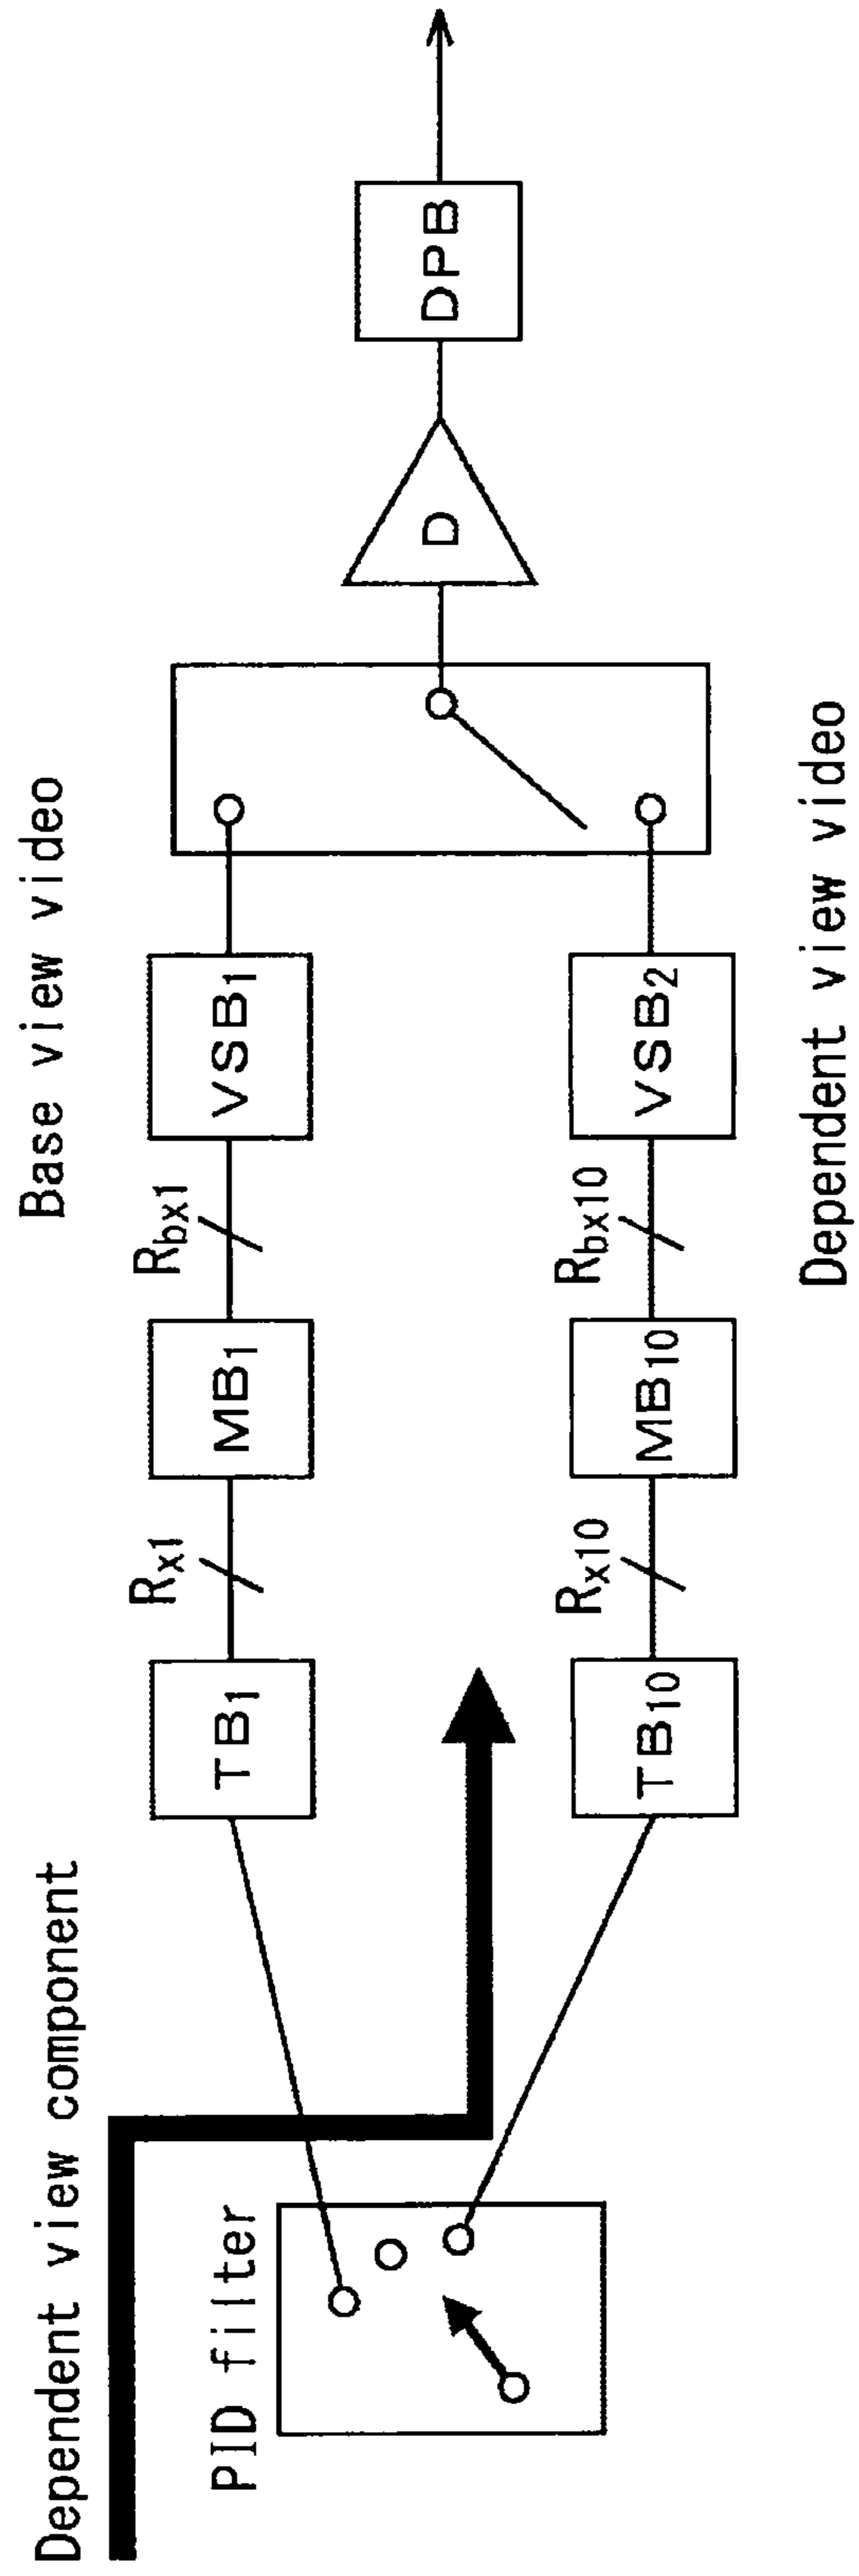 Dependent view component
Base view video
PID filter
TB1
Rx1
MB1
Rbx1
VSB1
D
DPB
TB10
Rx10
MB10
Rbx10
VSB2
Dependent view video